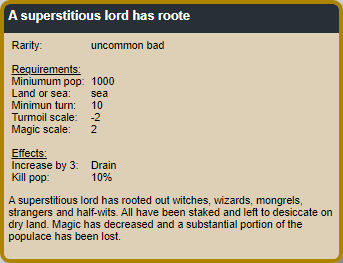 A superstitious lord has roote
Rarity: uncommon bad
Requirements:
Miniumum pop: 1000
Land or sea: sea
Minimun turn: 10
Turmoil scale: -2
Magic scale: 2
Effects:
Increase by 3: Drain
Kill pop: 10%
A superstitious lord has rooted out witches, wizards, mongrels,
strangers and half-wits. All have been staked and left to desiccate on
dry land. Magic has decreased and a substantial portion of the
populace has been lost.